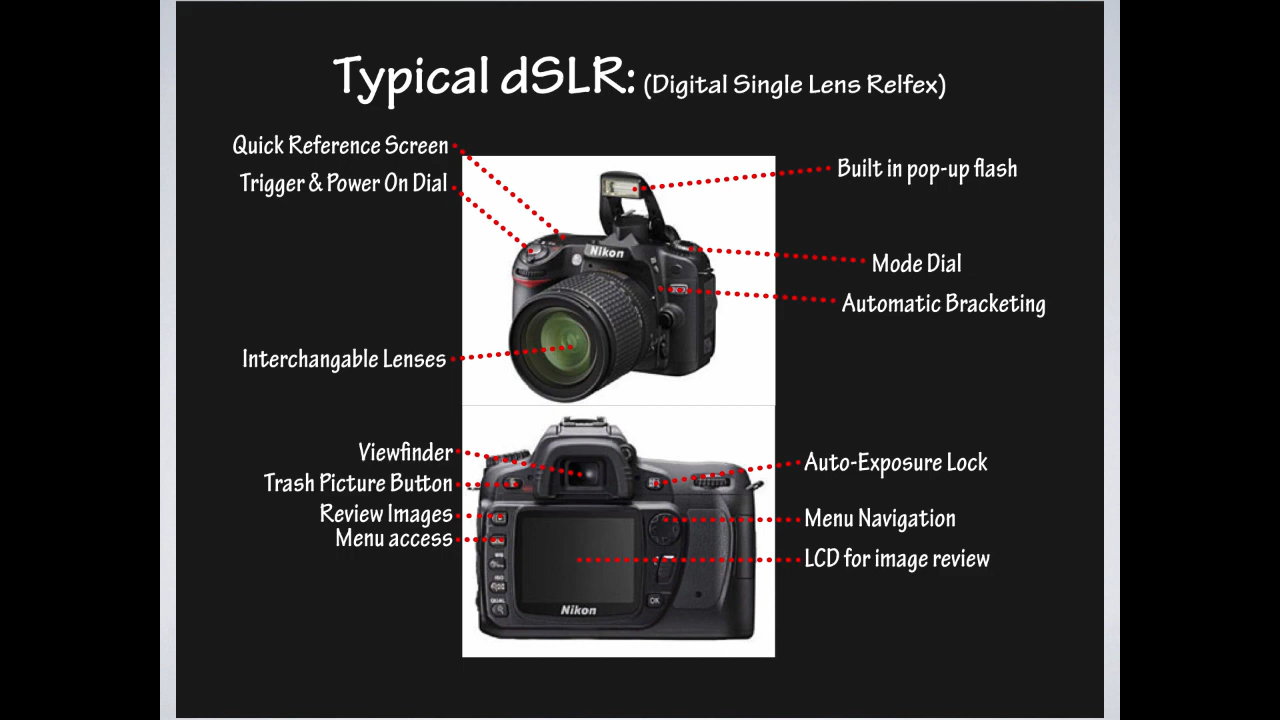 Typical dSLR: (Digital Single Lens Relfex)
Quick Reference Screen
Trigger & Power On Dial
Built in pop-up flash
Nikon
Mode Dial
Automatic Bracketing
Interchangable Lenses
Viewfinder
Trash Picture Button
Review Images
Menu access
Auto-Exposure Lock
Menu Navigation
LCD for image review
ISO
QUAL
OK
Nikon